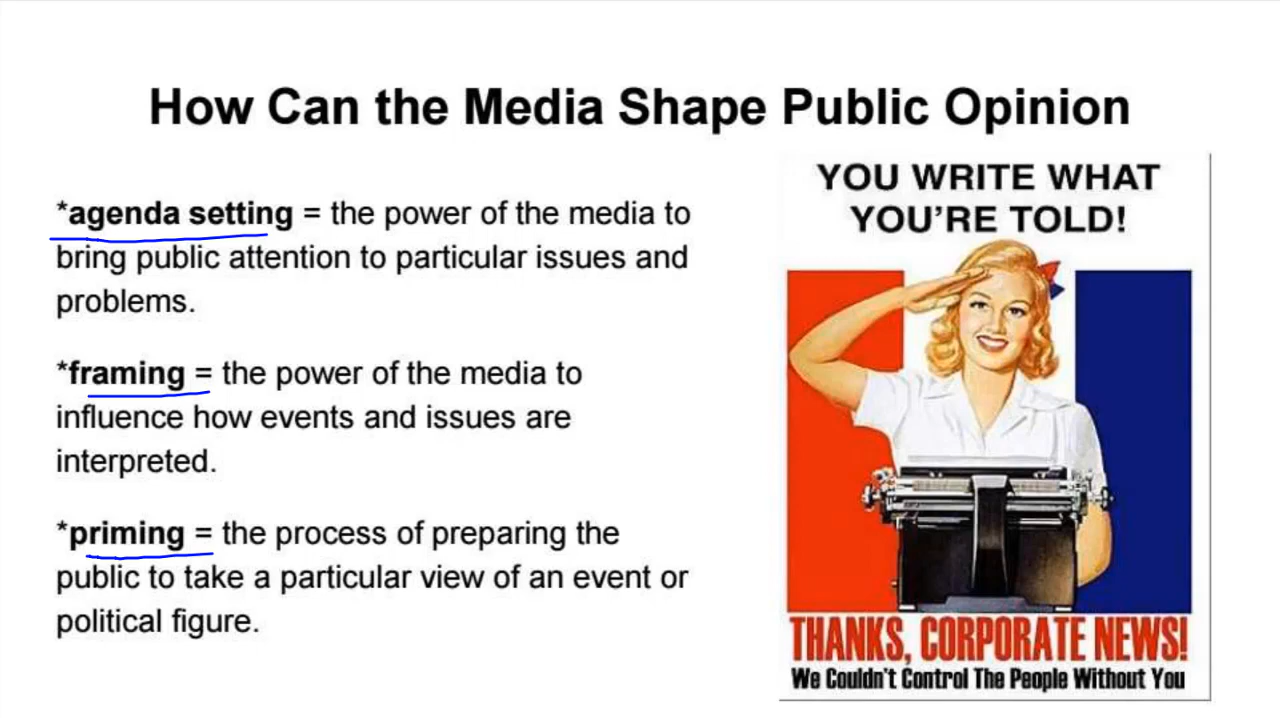 How Can the Media Shape Public Opinion
*agenda setting = the power of the media to
bring public attention to particular issues and
problems.
*framing = the power of the media to
influence how events and issues are
interpreted.
*priming = the process of preparing the
public to take a particular view of an event or
political figure.
YOU WRITE WHAT
YOU'RE TOLD!
THANKS, CORPORATE NEWS!
We Couldn't Control The People Without You